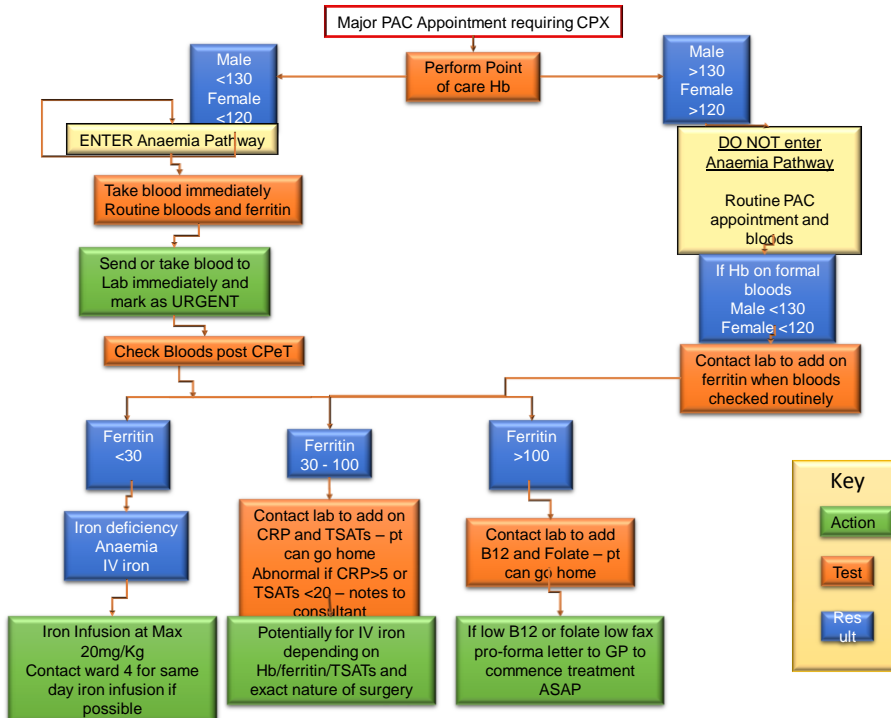 Major PAC Appointment requiring CPX
Perform Point
of care Hb
Male
<130
Female
<120
Male
>130
Female
>120
ENTER Anaemia Pathway
DO NOT enter
Anaemia Pathway
Routine PAC
appointment and
bloods
Take blood immediately
Routine bloods and ferritin
Send or take blood to
Lab immediately and
mark as URGENT
If Hb on formal
bloods
Male <130
Female <120
Check Bloods post CPeT
Contact lab to add on
ferritin when bloods
checked routinely
Ferritin
<30
Ferritin
30 - 100
Ferritin
>100
Iron deficiency
Anaemia
IV iron
Contact lab to add on
CRP and TSATs – pt
can go home
Abnormal if CRP>5 or
TSATs <20 – notes to
consultant
Contact lab to add
B12 and Folate – pt
can go home
Iron Infusion at Max
20mg/Kg
Contact ward 4 for same
day iron infusion if
possible
Potentially for IV iron
depending on
Hb/ferritin/TSATs and
exact nature of surgery
If low B12 or folate low fax
pro-forma letter to GP to
commence treatment
ASAP
Key
Action
Test
Res
ult